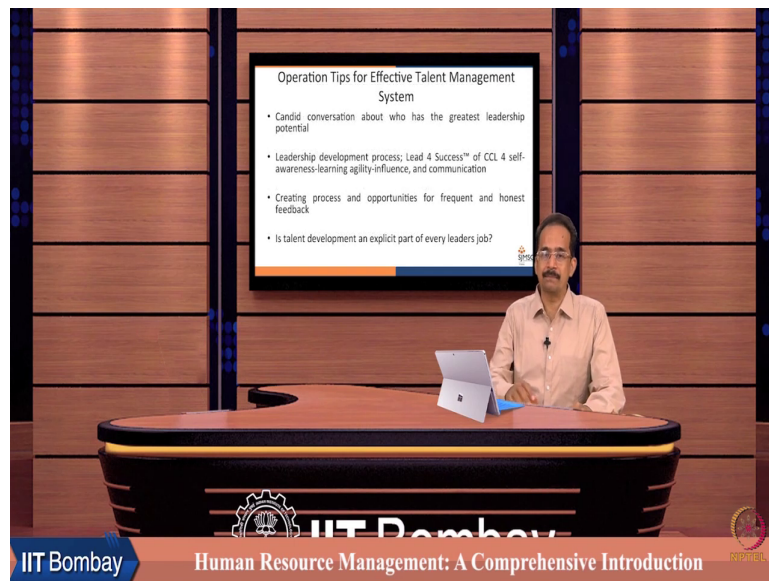 Operation Tips for Effective Talent Management
System
• Candid conversation about who has the greatest leadership
potential
• Leadership development process; Lead 4 Success™ of CCL 4 self-
awareness-learning agility-influence, and communication
• Creating process and opportunities for frequent and honest
feedback
• Is talent development an explicit part of every leaders job?
SJMSO
IIT Bombay
IIT Bombay
Human Resource Management: A Comprehensive Introduction
NPTEL